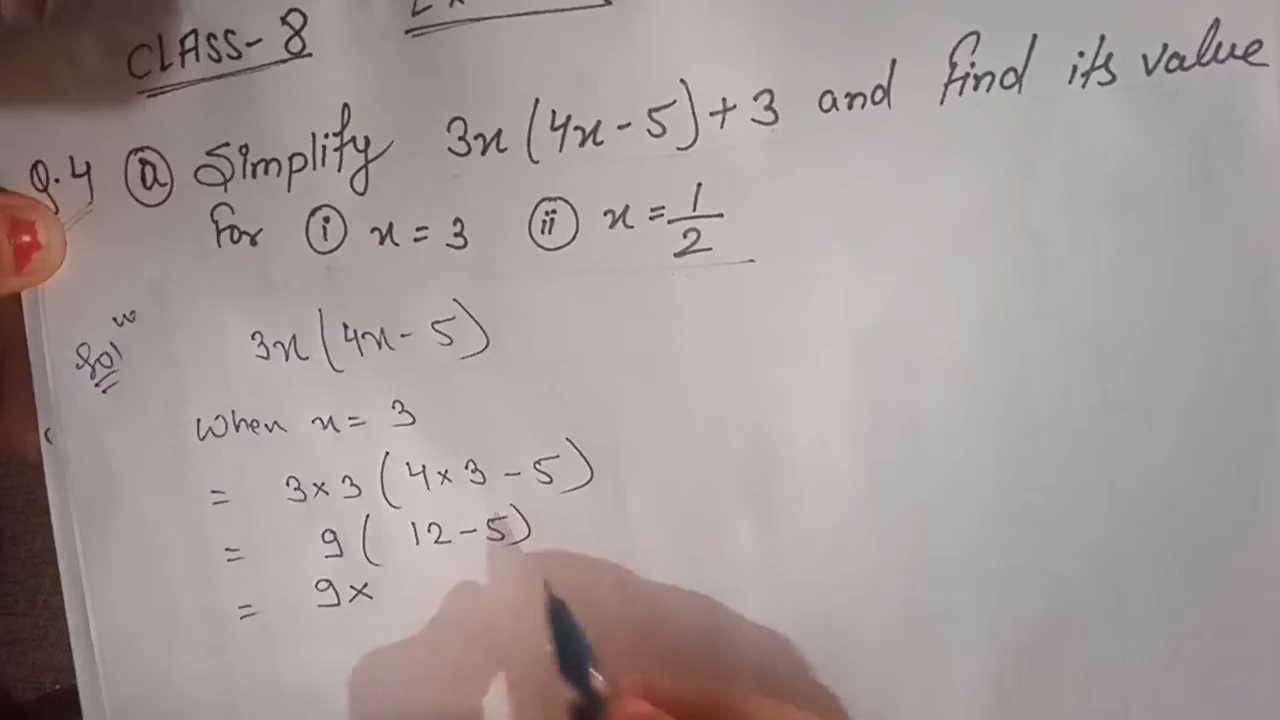 CLASS-8
Q.4 (a) Simplify 3x(4x-5)+3 and find its value
for (i) x=3 (ii) x=1/2
Solⁿ 3x(4x-5)
When x=3
= 3×3(4×3-5)
= 9(12-5)
= 9×